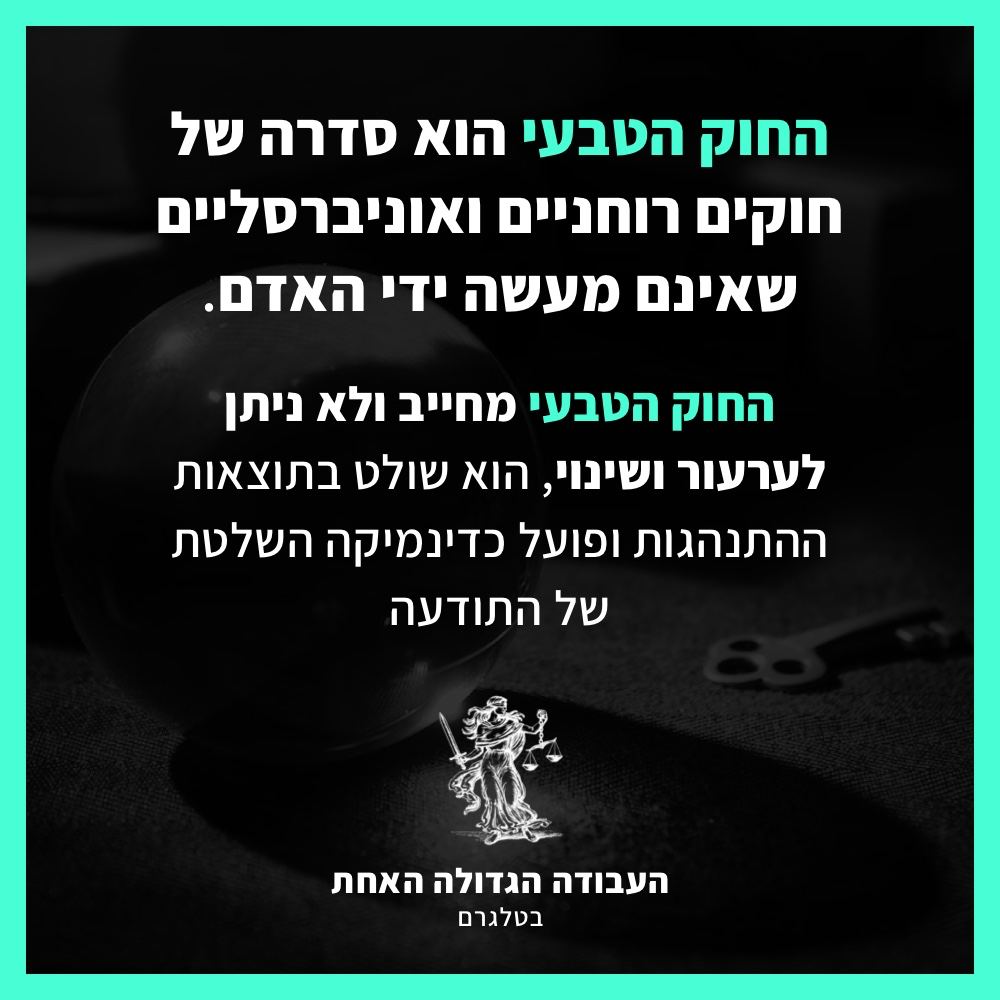 החוק הטבעי הוא סדרה של
חוקים רוחניים ואוניברסליים
שאינם מעשה ידי האדם.
החוק הטבעי מחייב ולא ניתן
לערעור ושינוי, הוא שולט בתוצאות
ההתנהגות ופועל כדינמיקה השלטת
של התודעה
העבודה הגדולה האחת
בטלגרם